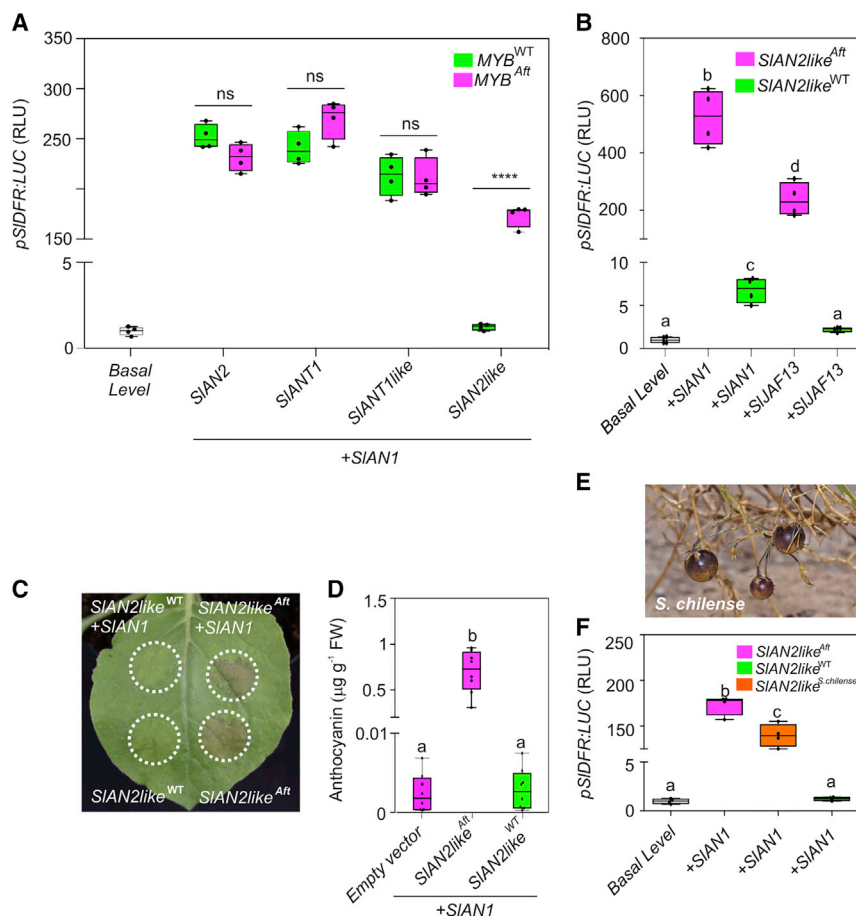 A
pSlDFR:LUC (RLU)
350
250
150
5
1
0
MYB^WT
MYB^Aft
ns
ns
ns
****
Basal
Level
SlAN2
SlANT1
SlANT1like
SlAN2like
+SlAN1
B
pSlDFR:LUC (RLU)
800
600
400
200
10
5
0
SlAN2like^Aft
SlAN2like^WT
a
b
c
d
a
Basal Level
+SlAN1
+SlAN1
+SlJAF13
+SlJAF13
C
SlAN2like^WT
+SlAN1
SlAN2like^Aft
+SlAN1
SlAN2like^WT
SlAN2like^Aft
D
Anthocyanin (µg g⁻¹ FW)
1.5
1
0.5
0.01
0
a
b
a
Empty vector
SlAN2like^Aft
SlAN2like^WT
+SlAN1
E
S. chilense
F
pSlDFR:LUC (RLU)
250
200
150
5
2
0
SlAN2like^Aft
SlAN2like^WT
SlAN2like^S.chilense
a
b
c
a
Basal Level
+SlAN1
+SlAN1
+SlAN1